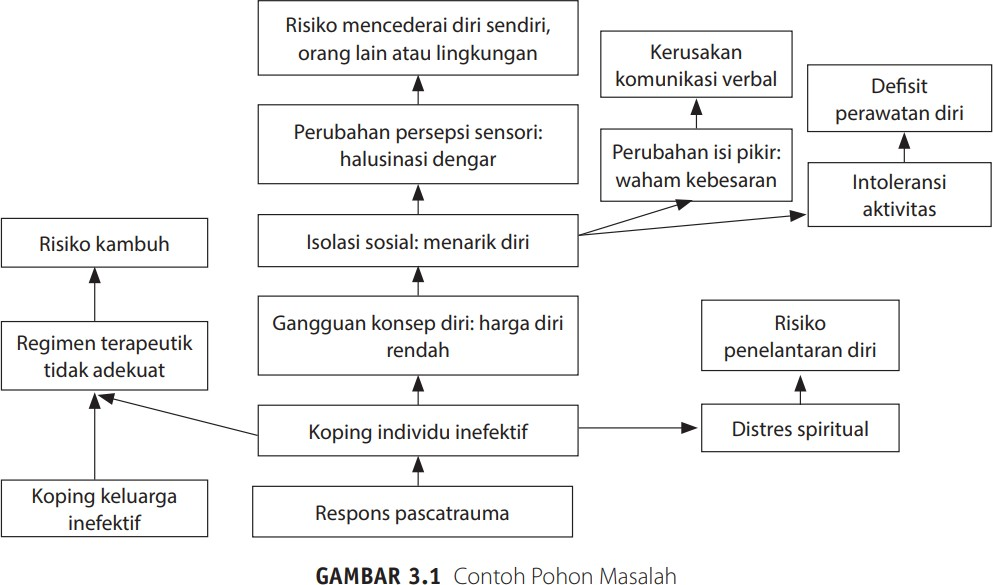 Risiko mencederai diri sendiri,
orang lain atau lingkungan
Kerusakan
komunikasi verbal
Defisit
perawatan diri
Perubahan persepsi sensori:
halusinasi dengar
Perubahan isi pikir:
waham kebesaran
Intoleransi
aktivitas
Risiko kambuh
Isolasi sosial: menarik diri
Regimen terapeutik
tidak adekuat
Gangguan konsep diri: harga diri
rendah
Risiko
penelantaran diri
Koping individu inefektif
Distres spiritual
Koping keluarga
inefektif
Respons pascatrauma
GAMBAR 3.1 Contoh Pohon Masalah